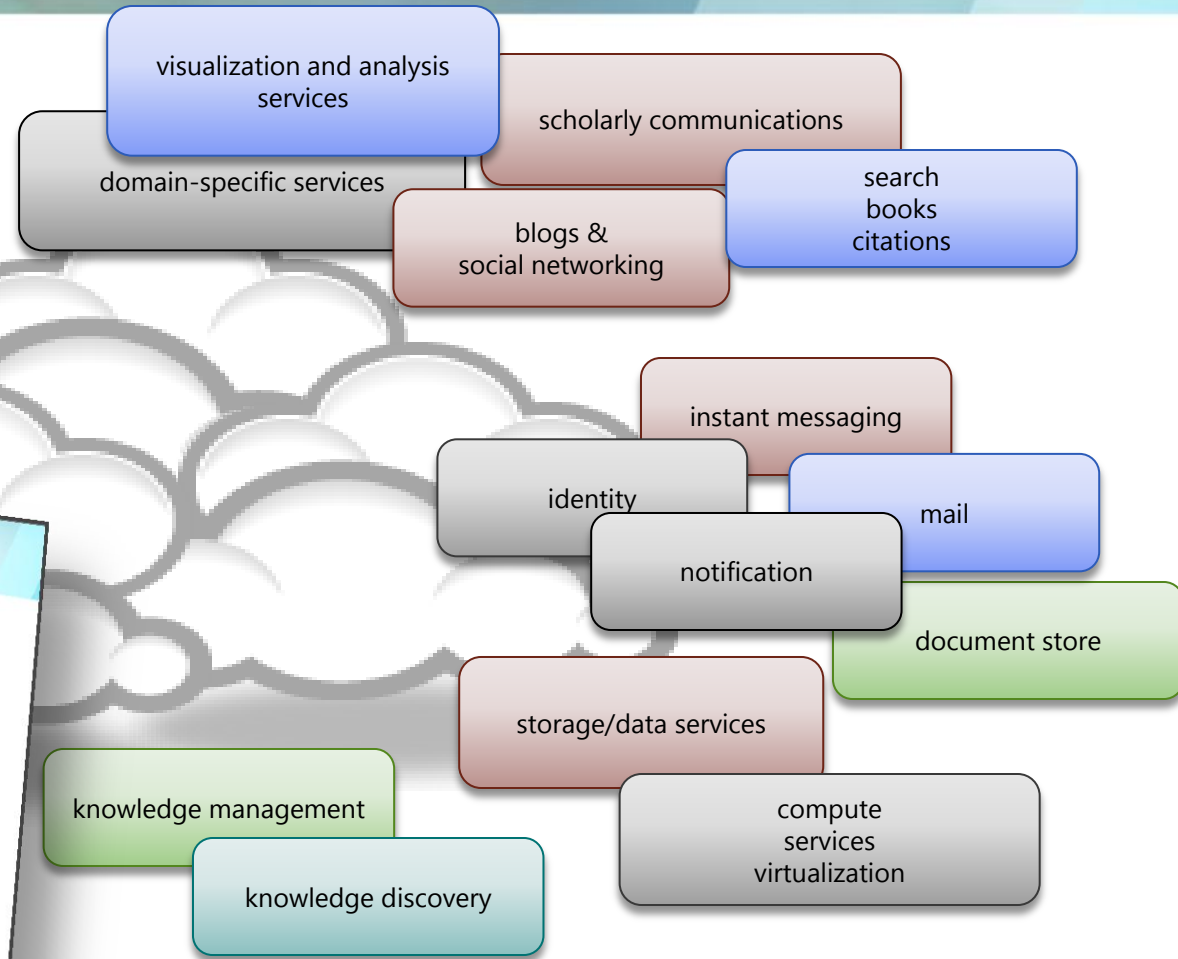 visualization and analysis
services
scholarly communications
domain-specific services
search
books
citations
blogs &
social networking
instant messaging
identity
mail
notification
document store
storage/data services
knowledge management
compute
services
virtualization
knowledge discovery